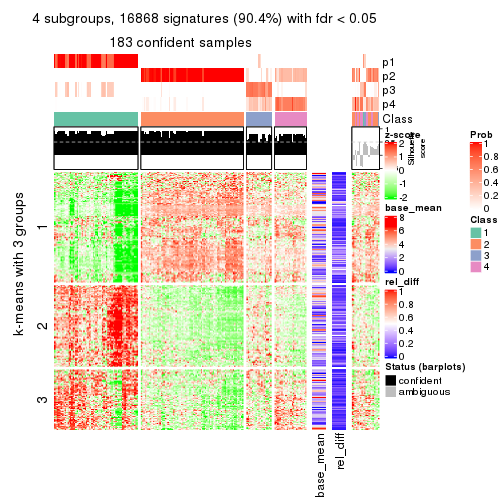 4 subgroups, 16868 signatures (90.4%) with fdr < 0.05
183 confident samples
p1
p2
p3
p4
Class
1
Silhouette
score
k-means with 3 groups
1
2
3
base_mean
rel_diff
z-score
2
1
0
-1
-2
base_mean
8
6
4
2
0
rel_diff
1
0.8
0.6
0.4
0.2
0
Status (barplots)
confident
ambiguous
Prob
1
0.8
0.6
0.4
0.2
0
Class
1
2
3
4